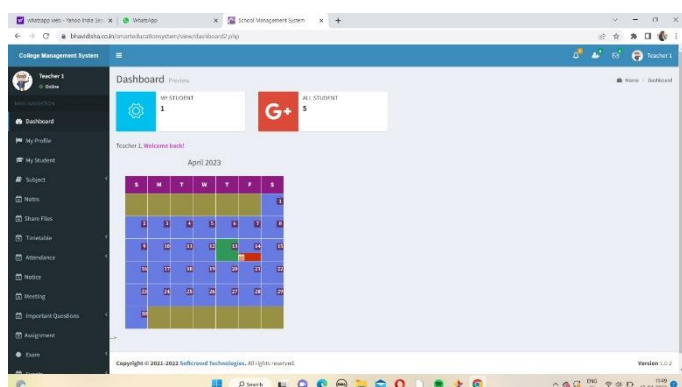 whatsapp web - Yahoo India Sea
WhatsApp
School Management System
bhavidisha.co.in/smarteducationsystem/view/dashboard2.php
College Management System
Teacher 1
Teacher 1
Online
Dashboard Preview
Home / Dashboard
MAIN NAVIGATION
Dashboard
My Profile
My Student
Subject
Notes
Share Files
Timetable
Attendance
Notice
Meeting
Important Questions
Assignment
Exam
Events
MY STUDENT
1
G+
ALL STUDENT
5
Teacher 1, Welcome back!
April 2023
S M T W T F S
1
2 3 4 5 6 7 8
9 10 11 12 13 14 15
16 17 18 19 20 21 22
23 24 25 26 27 28 29
30
-->
Copyright © 2021-2022 Softcrowd Technologies. All rights reserved.
Version 1.0.2
Search
ENG